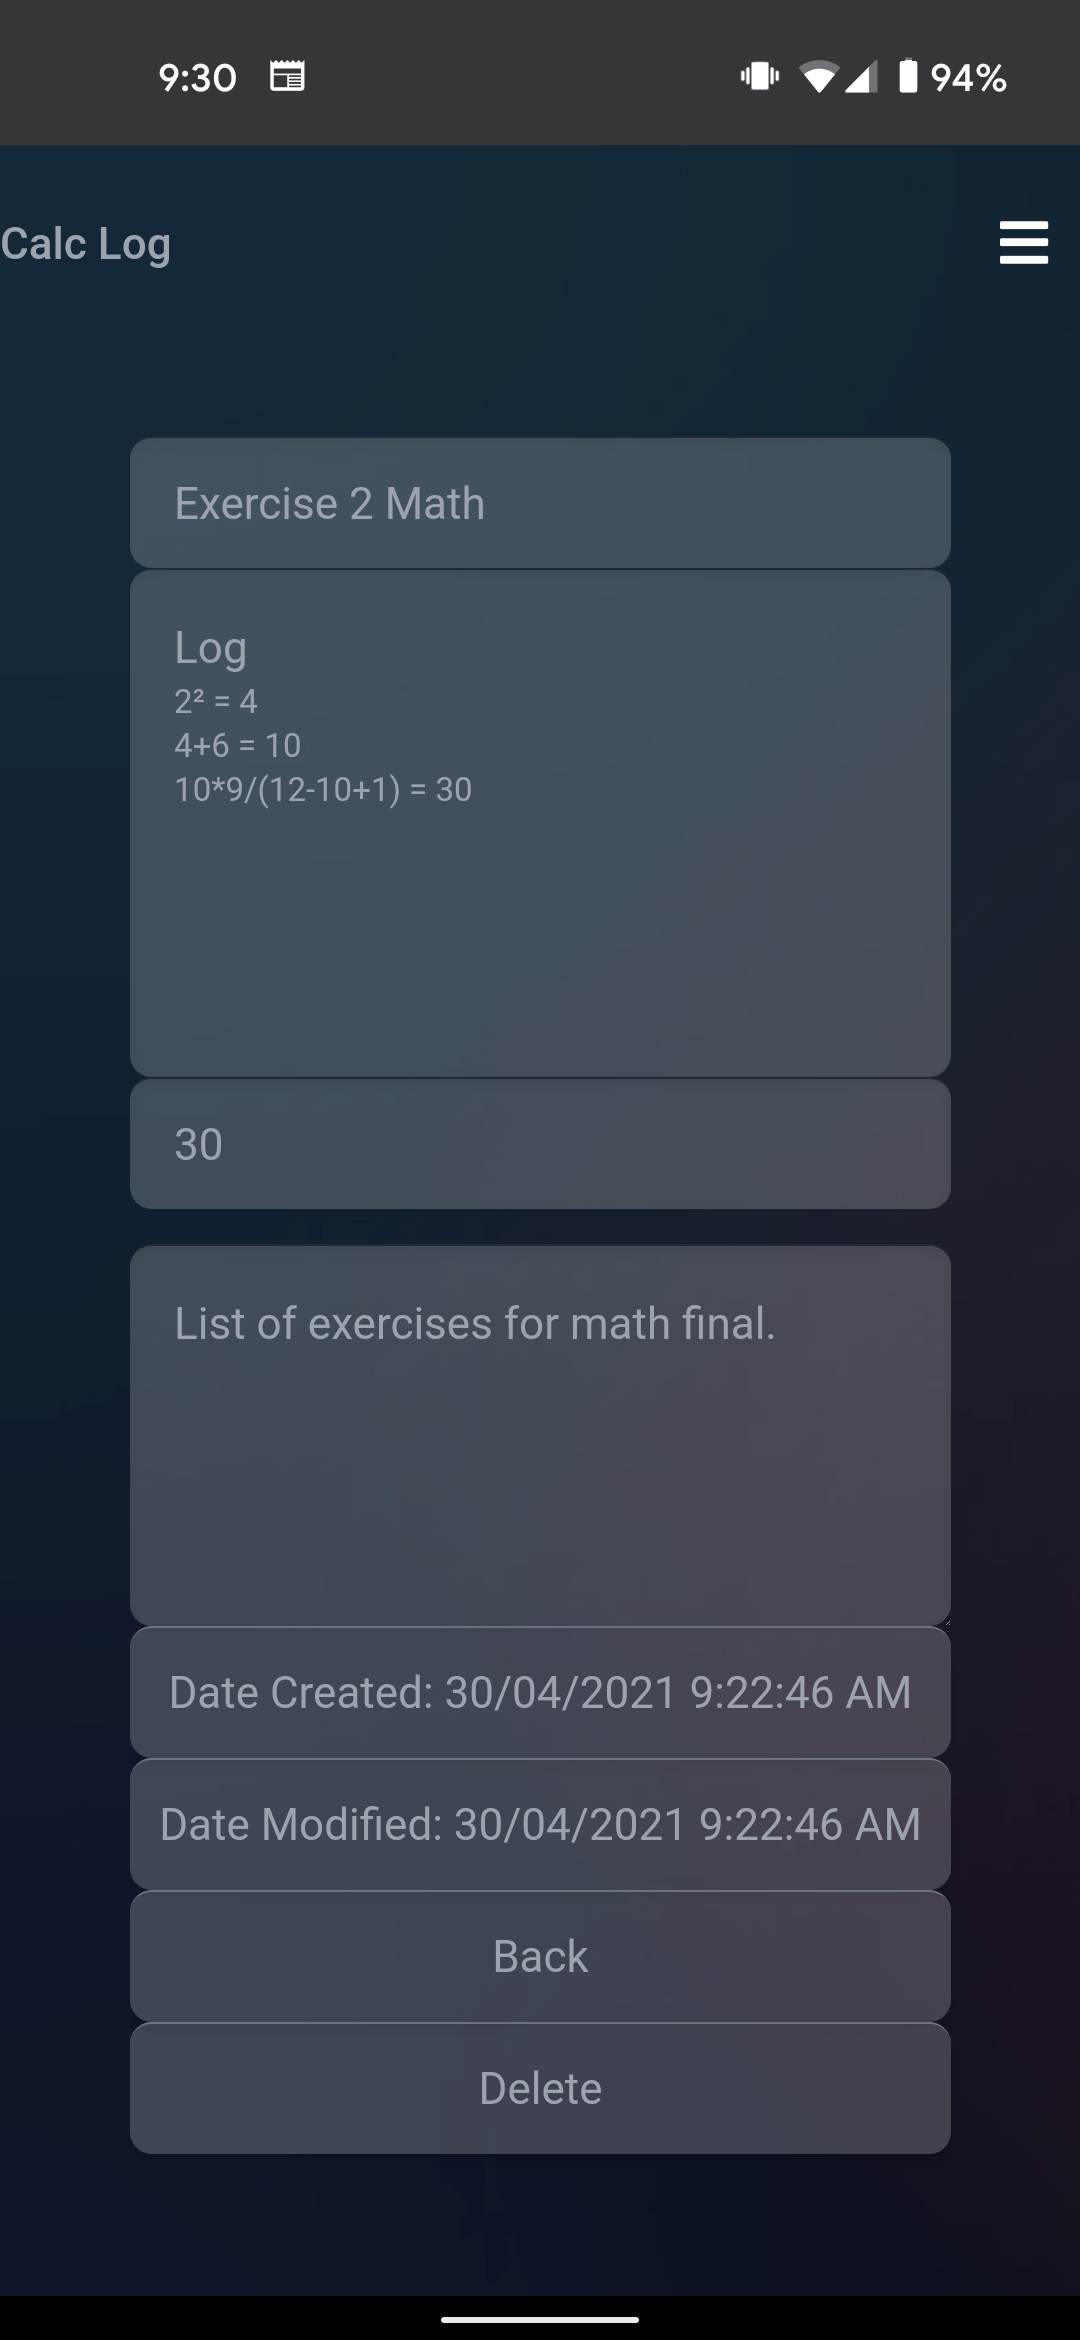 9:30
94%
Calc Log
Exercise 2 Math
Log
2² = 4
4+6 = 10
10*9/(12-10+1) = 30
30
List of exercises for math final.
Date Created: 30/04/2021 9:22:46 AM
Date Modified: 30/04/2021 9:22:46 AM
Back
Delete